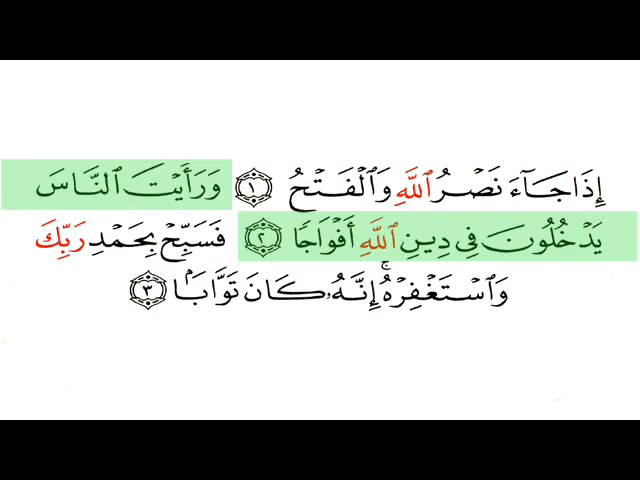 إِذَا جَآءَ نَصْرُ ٱللَّهِ وَٱلْفَتْحُ ١ وَرَأَيْتَ ٱلنَّاسَ
يَدْخُلُونَ فِى دِينِ ٱللَّهِ أَفْوَاجًا ٢ فَسَبِّحْ بِحَمْدِ رَبِّكَ
وَٱسْتَغْفِرْهُ ۚ إِنَّهُۥ كَانَ تَوَّابَۢا ٣